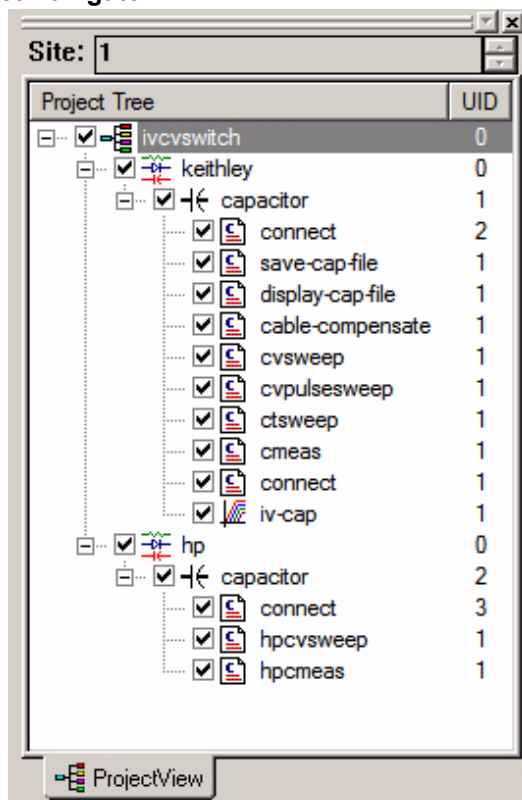 Site: 1
Project Tree UID
ivcvswitch 0
keithley 0
capacitor 1
connect 2
save-cap-file 1
display-cap-file 1
cable-compensate 1
cvsweep 1
cvpulsesweep 1
ctsweep 1
cmeas 1
connect 1
iv-cap 1
hp 0
capacitor 2
connect 3
hpcvsweep 1
hpcmeas 1
ProjectView